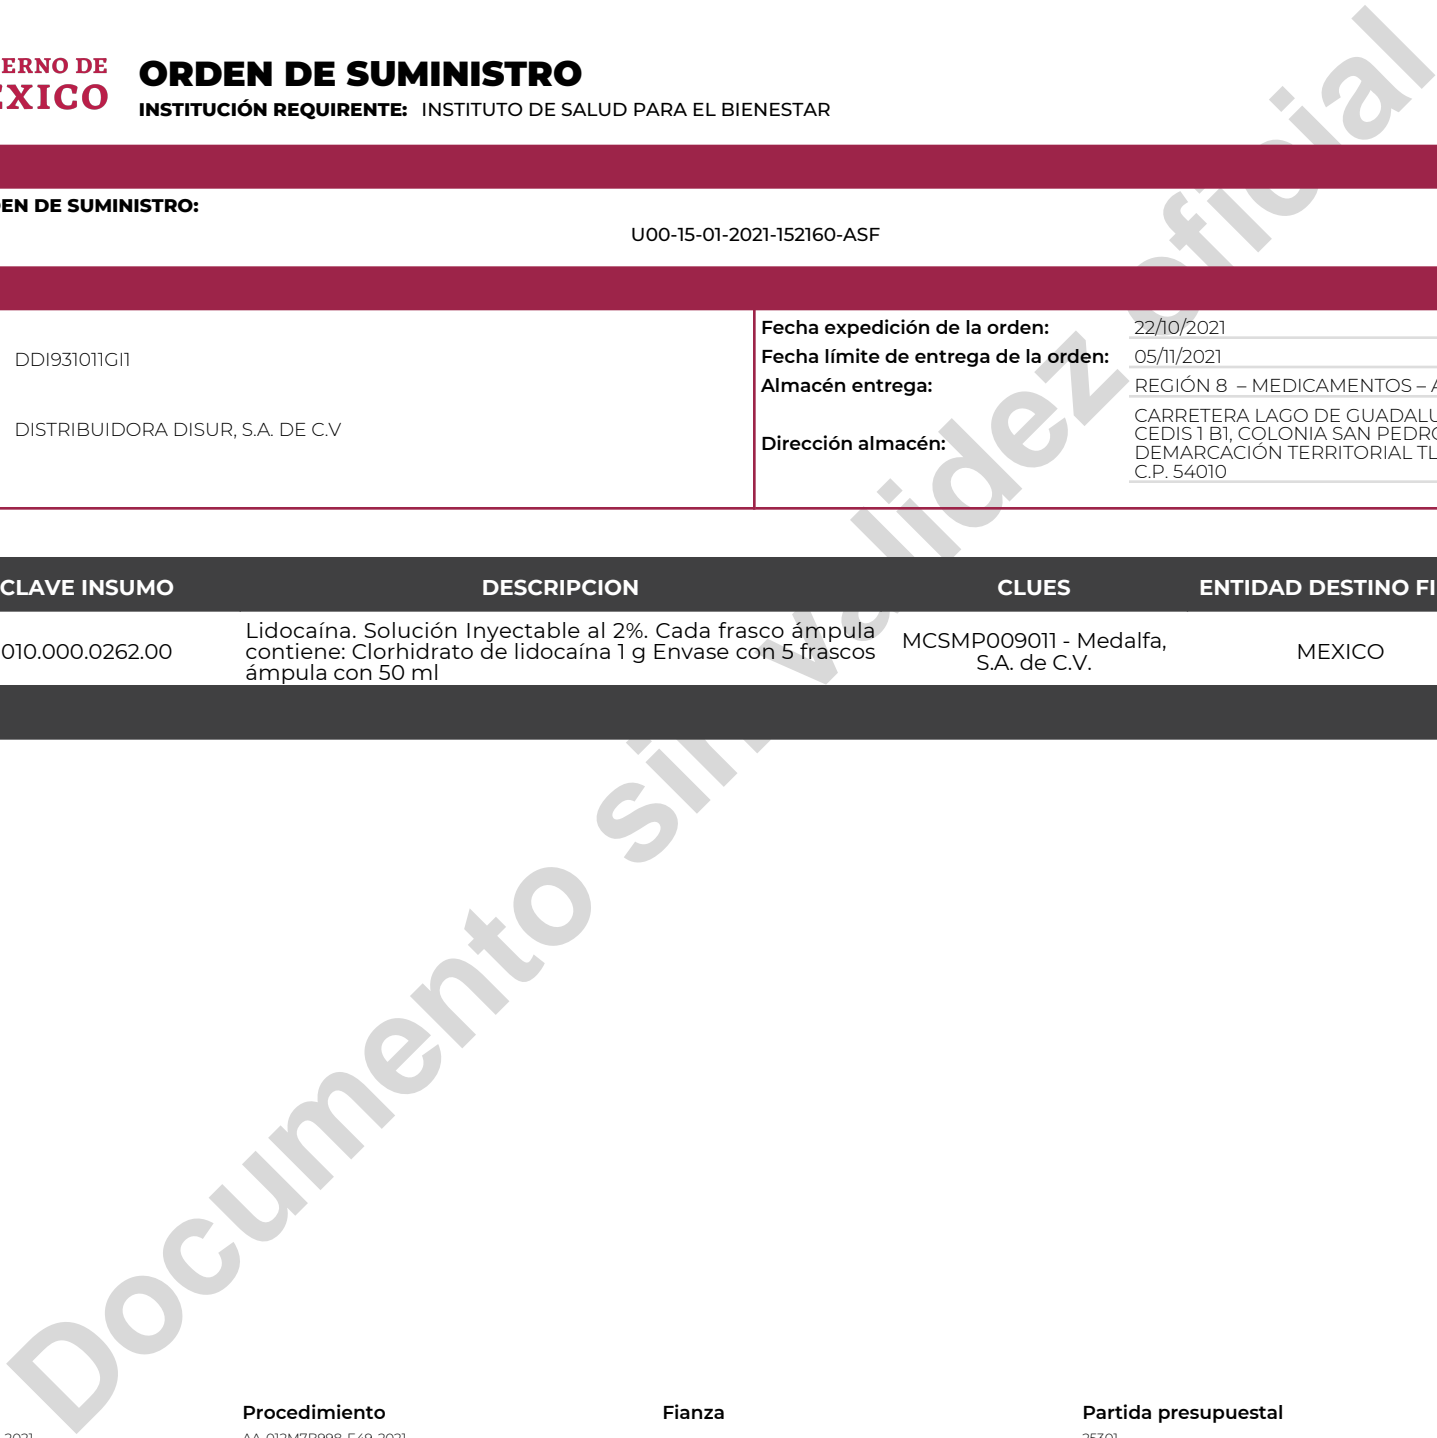 ERNO DE
EXICO
ORDEN DE SUMINISTRO
INSTITUCIÓN REQUIRENTE: INSTITUTO DE SALUD PARA EL BIENESTAR
EN DE SUMINISTRO:
U00-15-01-2021-152160-ASF
DDI931011GI1
DISTRIBUIDORA DISUR, S.A. DE C.V
Fecha expedición de la orden: 22/10/2021
Fecha límite de entrega de la orden: 05/11/2021
Almacén entrega: REGIÓN 8 – MEDICAMENTOS – A
Dirección almacén:
CARRETERA LAGO DE GUADALU
CEDIS 1 B1, COLONIA SAN PEDRO
DEMARCACIÓN TERRITORIAL TL
C.P. 54010
CLAVE INSUMO DESCRIPCION CLUES ENTIDAD DESTINO FI
010.000.0262.00
Lidocaína. Solución Inyectable al 2%. Cada frasco ámpula
contiene: Clorhidrato de lidocaína 1 g Envase con 5 frascos
ámpula con 50 ml
MCSMP009011 - Medalfa,
S.A. de C.V.
MEXICO
Documento sin validez oficial
Procedimiento Fianza Partida presupuestal